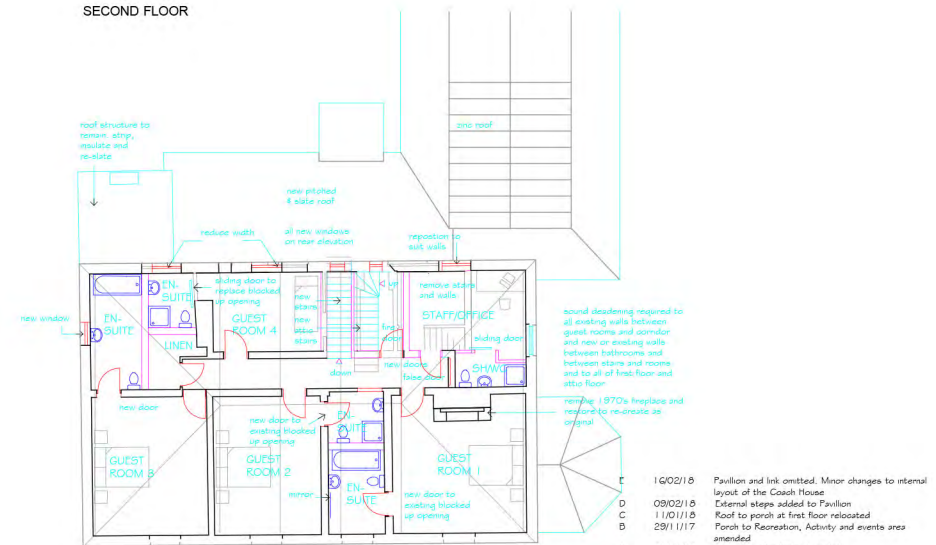 SECOND FLOOR
roof structure to
remain strip,
insulate and
re-slate
zinc roof
new pitched
& slate roof
reduce width
all new windows
on rear elevation
repostion to
suit walls
new window
EN-
SUITE
EN-
SUITE
LINEN
sliding door to
replace blocked
up opening
GUEST
ROOM 4
new
stairs
new
attic
stairs
up
fire
door
remove stairs
and walls
STAFF/OFFICE
sliding door
SH/WC
down
new doors
false door
sound deadening required to
all existing walls between
guest rooms and corridor
and new or existing walls
between bathrooms and
between stairs and rooms
and to all of first floor and
attic floor
remove 1970's fireplace and
restore to re-create as
original
new door
new door to
existing blocked
up opening
EN-
SUITE
GUEST
ROOM 3
GUEST
ROOM 2
GUEST
ROOM 1
mirror
EN-
SUITE
new door to
existing blocked
up opening
E 16/02/18 Pavillion and link omitted. Minor changes to internal
layout of the Coach House
D 09/02/18 External steps added to Pavilion
C 11/01/18 Roof to porch at first floor relocated
B 29/11/17 Porch to Recreation, Activity and events area
amended